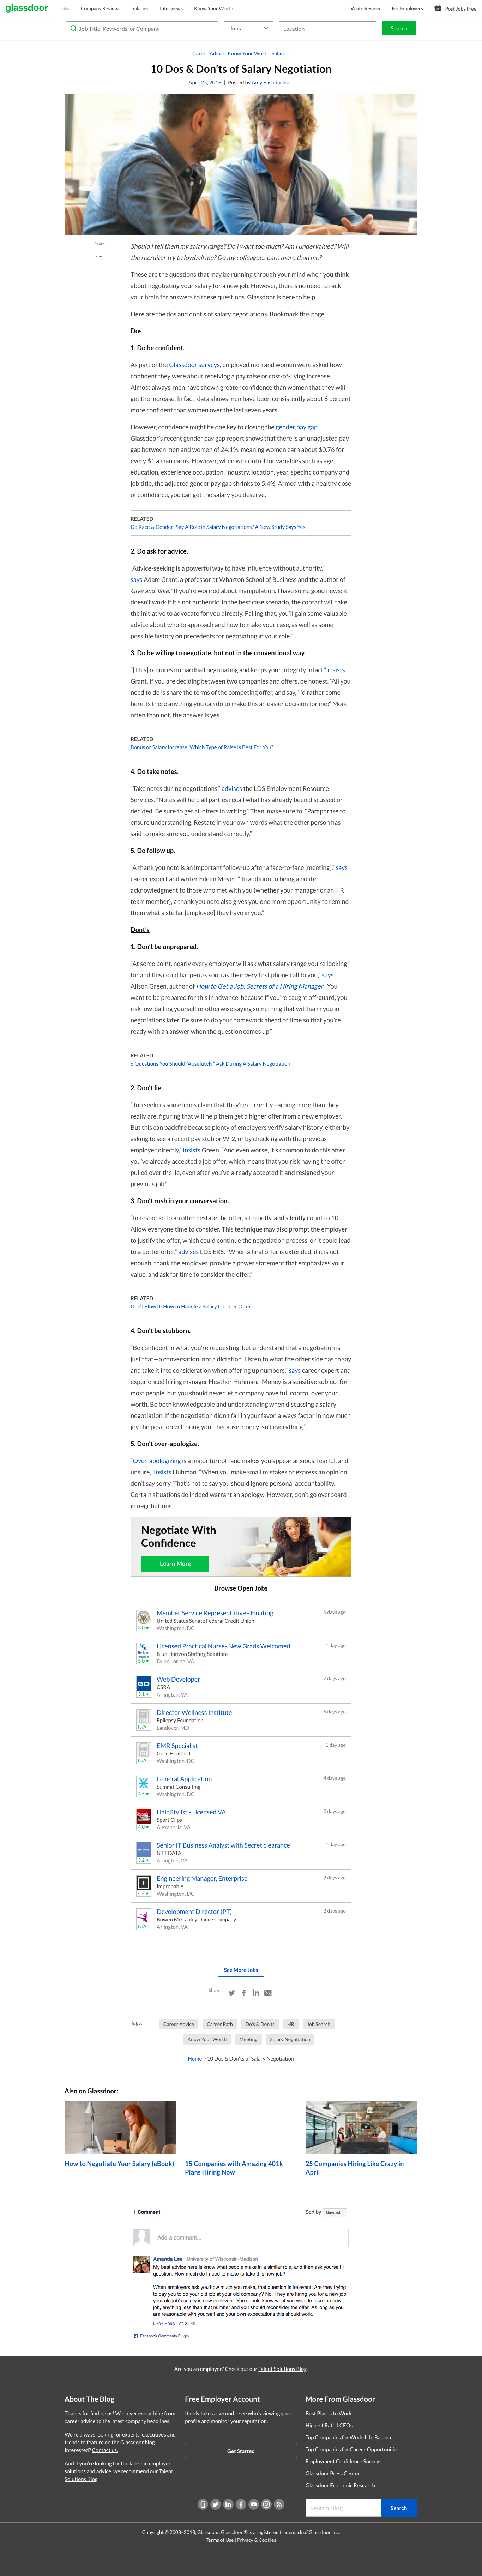 glassdoor
Jobs
Company Reviews
Salaries
Interviews
Know Your Worth
Write Review
For Employers
Post Jobs Free
Job Title, Keywords, or Company
Jobs
Location
Search
Career Advice, Know Your Worth, Salaries
10 Dos & Don'ts of Salary Negotiation
April 25, 2018 | Posted by Amy Elisa Jackson
Share
Should I tell them my salary range? Do I want too much? Am I undervalued? Will
the recruiter try to lowball me? Do my colleagues earn more than me?
These are the questions that may be running through your mind when you think
about negotiating your salary for a new job. However, there's no need to rack
your brain for answers to these questions. Glassdoor is here to help.
Here are the dos and dont's of salary negotiations. Bookmark this page.
Dos
1. Do be confident.
As part of the Glassdoor surveys, employed men and women were asked how
confident they were about receiving a pay raise or cost-of-living increase.
Almost always, men have shown greater confidence than women that they will
get the increase. In fact, data shows men have been consistently about 6 percent
more confident than women over the last seven years.
However, confidence might be one key to closing the gender pay gap.
Glassdoor's recent gender pay gap report shows that there is an unadjusted pay
gap between men and women of 24.1%, meaning women earn about $0.76 for
every $1 a man earns. However, when we control for variables such as age,
education, experience,occupation, industry, location, year, specific company and
job title, the adjusted gender pay gap shrinks to 5.4%. Armed with a healthy dose
of confidence, you can get the salary you deserve.
RELATED
Do Race & Gender Play A Role in Salary Negotiations? A New Study Says Yes
2. Do ask for advice.
"Advice-seeking is a powerful way to have influence without authority,"
says Adam Grant, a professor at Wharton School of Business and the author of
Give and Take. "If you're worried about manipulation, I have some good news: it
doesn't work if it's not authentic. In the best case scenario, the contact will take
the initiative to advocate for you directly. Failing that, you'll gain some valuable
advice about who to approach and how to make your case, as well as some
possible history on precedents for negotiating in your role."
3. Do be willing to negotiate, but not in the conventional way.
"[This] requires no hardball negotiating and keeps your integrity intact," insists
Grant. If you are deciding between two companies and offers, be honest. "All you
need to do is share the terms of the competing offer, and say, 'I'd rather come
here. Is there anything you can do to make this an easier decision for me?' More
often than not, the answer is yes."
RELATED
Bonus or Salary Increase: Which Type of Raise Is Best For You?
4. Do take notes.
"Take notes during negotiations," advises the LDS Employment Resource
Services. "Notes will help all parties recall what has already been discussed or
decided. Be sure to get all offers in writing." Then, make sure to, "Paraphrase to
ensure understanding. Restate in your own words what the other person has
said to make sure you understand correctly."
5. Do follow up.
"A thank you note is an important follow-up after a face-to-face [meeting]," says
career expert and writer Eileen Meyer. " In addition to being a polite
acknowledgment to those who met with you (whether your manager or an HR
team member), a thank you note also gives you one more opportunity to remind
them what a stellar [employee] they have in you."
Dont's
1. Don't be unprepared.
"At some point, nearly every employer will ask what salary range you're looking
for and this could happen as soon as their very first phone call to you," says
Alison Green, author of How to Get a Job: Secrets of a Hiring Manager. You
need to be prepared for this in advance, because if you're caught off-guard, you
risk low-balling yourself or otherwise saying something that will harm you in
negotiations later. Be sure to do your homework ahead of time so that you're
ready with an answer when the question comes up."
RELATED
6 Questions You Should "Absolutely" Ask During A Salary Negotiation
2. Don't lie.
"Job seekers sometimes claim that they're currently earning more than they
really are, figuring that will help them get a higher offer from a new employer.
But this can backfire because plenty of employers verify salary history, either by
asking to see a recent pay stub or W-2, or by checking with the previous
employer directly," insists Green. "And even worse, it's common to do this after
you've already accepted a job offer, which means that you risk having the offer
pulled over the lie, even after you've already accepted it and resigned your
previous job."
3. Don't rush in your conversation.
"In response to an offer, restate the offer, sit quietly, and silently count to 10.
Allow everyone time to consider. This technique may also prompt the employer
to justify the offer, which could continue the negotiation process, or it could lead
to a better offer," advises LDS ERS. "When a final offer is extended, if it is not
enough, thank the employer, provide a power statement that emphasizes your
value, and ask for time to consider the offer."
RELATED
Don't Blow It: How to Handle a Salary Counter Offer
4. Don't be stubborn.
"Be confident in what you're requesting, but understand that a negotiation is
just that—a conversation, not a dictation. Listen to what the other side has to say
and take it into consideration when offering up numbers," says career expert and
experienced hiring manager Heather Huhman. "Money is a sensitive subject for
most people, but you should never let a company have full control over your
worth. Be both acknowledging and understanding when discussing a potential
offer. If the negotiation didn't fall in your favor, always factor in how much
joy the position will bring you—because money isn't everything."
5. Don't over-apologize.
"Over-apologizing is a major turnoff and makes you appear anxious, fearful, and
unsure," insists Huhman. "When you make small mistakes or express an opinion,
don't say sorry. That's not to say you should ignore personal accountability.
Certain situations do indeed warrant an apology." However, don't go overboard
in negotiations.
Negotiate With
Confidence
Learn More
Browse Open Jobs
Member Service Representative - Floating
6 days ago
United States Senate Federal Credit Union
3.0 ★
Washington, DC
Licensed Practical Nurse- New Grads Welcomed
1 day ago
Blue Horizon Staffing Solutions
5.0 ★
Dunn Loring, VA
Web Developer
2 days ago
CSRA
3.1 ★
Arlington, VA
Director Wellness Institute
5 days ago
Epilepsy Foundation
N/A
Landover, MD
EMR Specialist
1 day ago
Guru Health IT
N/A
Washington, DC
General Application
4 days ago
Summit Consulting
4.5 ★
Washington, DC
Hair Stylist - Licensed VA
2 days ago
Sport Clips
4.0 ★
Alexandria, VA
Senior IT Business Analyst with Secret clearance
1 day ago
NTT DATA
3.2 ★
Arlington, VA
Engineering Manager, Enterprise
2 days ago
Improbable
4.4 ★
Washington, DC
Development Director (PT)
2 days ago
Bowen McCauley Dance Company
N/A
Arlington, VA
See More Jobs
Share
Tags:
Career Advice
Career Path
Do's & Don'ts
HR
Job Search
Know Your Worth
Meeting
Salary Negotiation
Home > 10 Dos & Don'ts of Salary Negotiation
Also on Glassdoor:
How to Negotiate Your Salary (eBook)
15 Companies with Amazing 401k
Plans Hiring Now
25 Companies Hiring Like Crazy in
April
1 Comment
Sort by Newest
Add a comment...
Amanda Lee · University of Wisconsin-Madison
My best advice here is know what people make in a similar role, and then ask yourself 1
question. How much do I need to make to take this new job?
When employers ask you how much you make, that question is irrelevant. Are they trying
to pay you to do your old job at your old company? No. They are hiring you for a new job,
your old job's salary is now irrelevant. You should know what you want to take the new
job, anything less than that number and you should reconsider the offer. As long as you
are reasonable with yourself and your own expectations this should work.
Like · Reply · 2
Facebook Comments Plugin
Are you an employer? Check out our Talent Solutions Blog.
About The Blog
Thanks for finding us! We cover everything from
career advice to the latest company headlines.
We're always looking for experts, executives and
trends to feature on the Glassdoor blog.
Interested? Contact us.
And if you're looking for the latest in employer
solutions and advice, we recommend our Talent
Solutions Blog.
Free Employer Account
It only takes a second – see who's viewing your
profile and monitor your reputation.
Get Started
More From Glassdoor
Best Places to Work
Highest Rated CEOs
Top Companies for Work-Life Balance
Top Companies for Career Opportunities
Employment Confidence Surveys
Glassdoor Press Center
Glassdoor Economic Research
Search Blog
Search
Copyright © 2008–2018, Glassdoor. Glassdoor ® is a registered trademark of Glassdoor, Inc.
Terms of Use | Privacy & Cookies